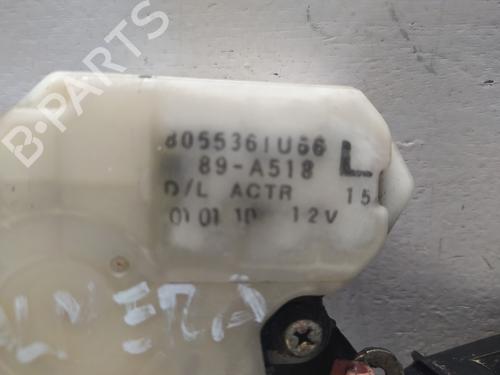 B-PARTS
8055361U66
89-A518 L
D/L ACTR 15
01 01 10 12V